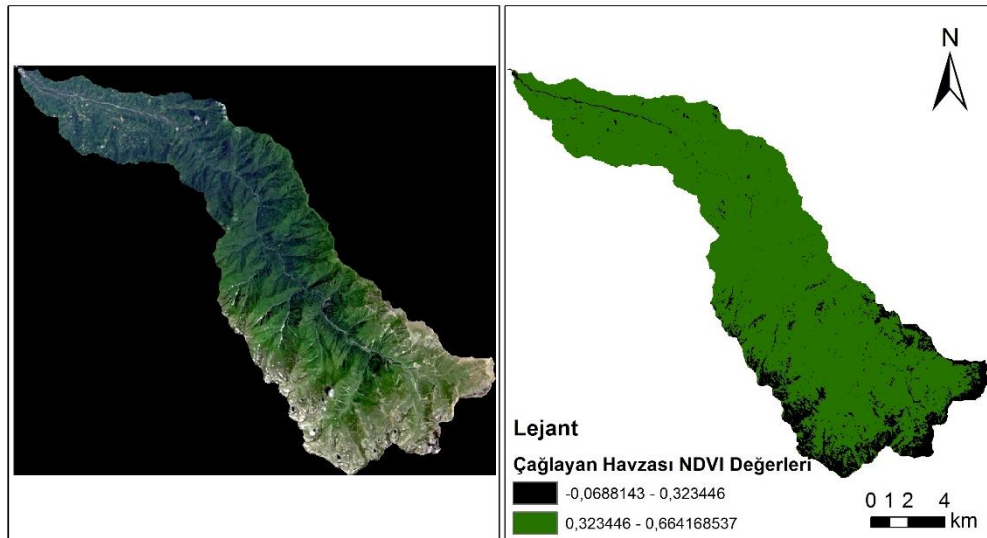 N
Lejant
Çağlayan Havzası NDVI Değerleri
-0,0688143 - 0,323446
0,323446 - 0,664168537
0 1 2 4
km